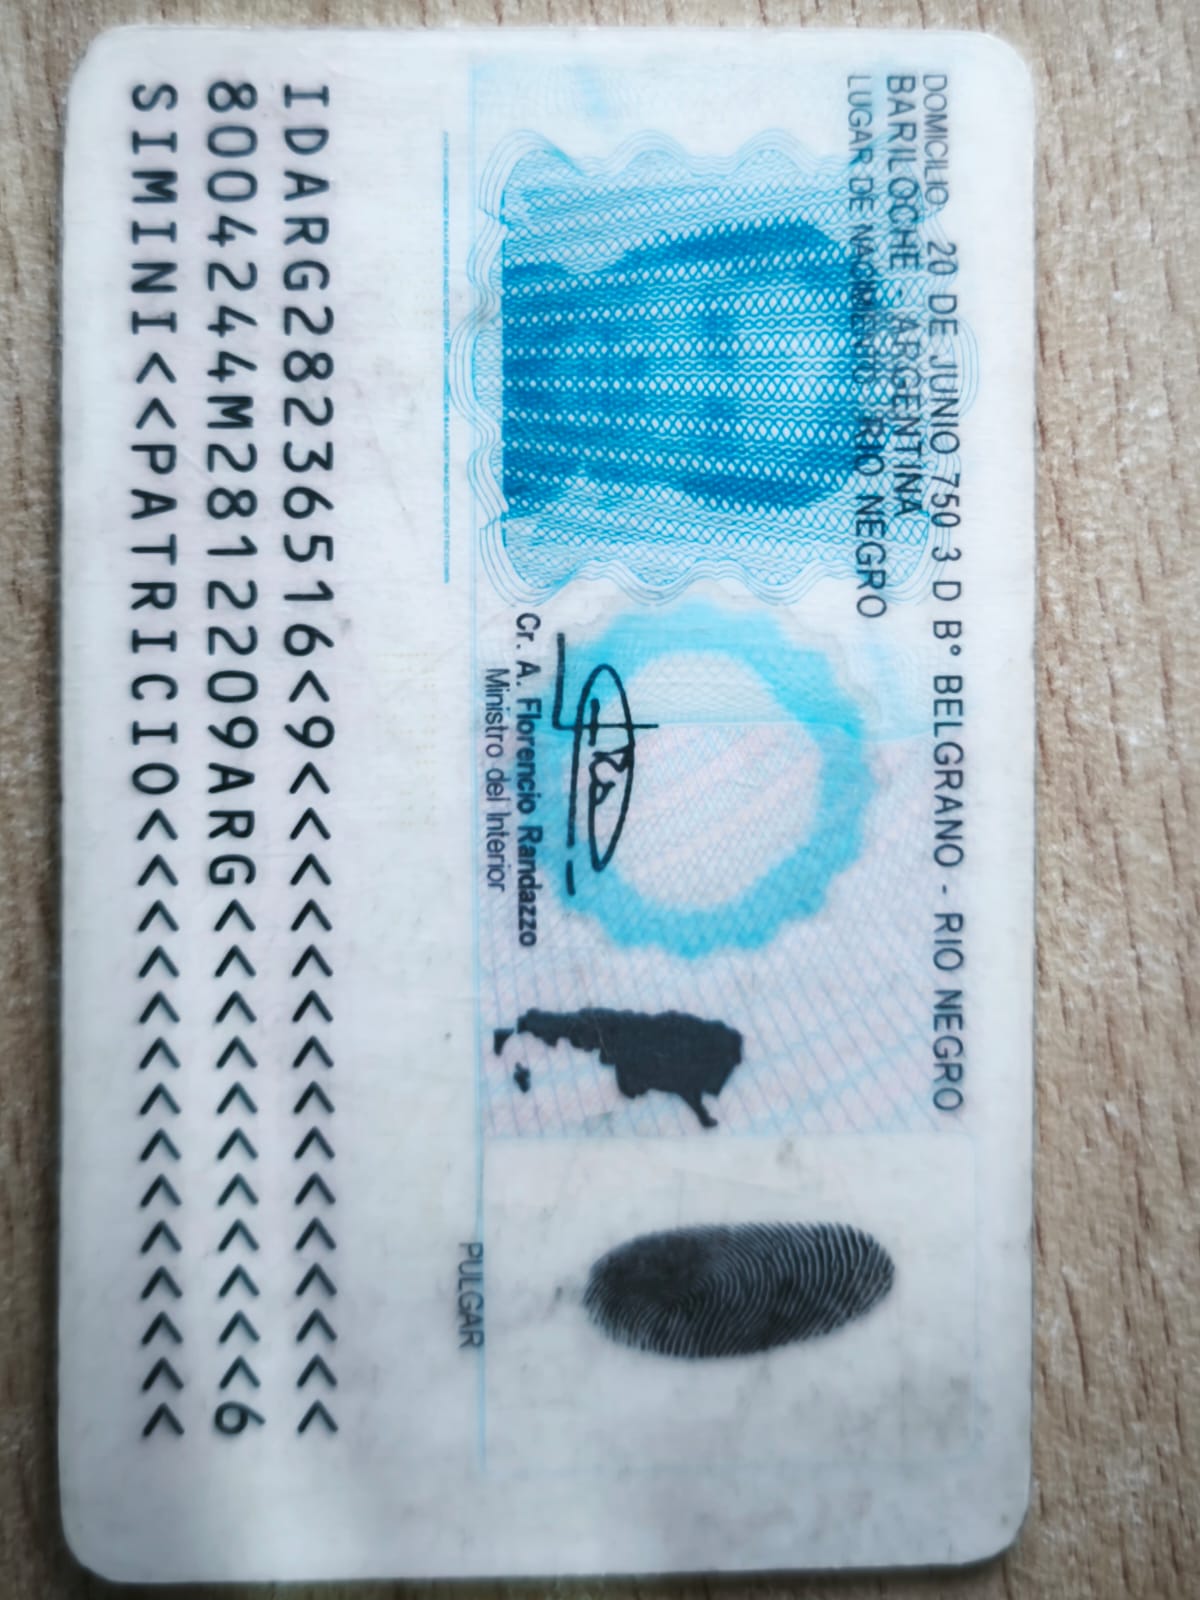 DOMICILIO 20 DE JUNIO 750 3 D B° BELGRANO - RIO NEGRO
BARILOCHE - ARGENTINA
LUGAR DE NACIMIENTO: RIO NEGRO
Cr. A. Florencio Randazzo
Ministro del Interior
PULGAR
IDARG28236516<9<<<<<<<<<<<<<<<
8004244M2812209ARG<<<<<<<<<<<6
SIMINI<<PATRICIO<<<<<<<<<<<<<<